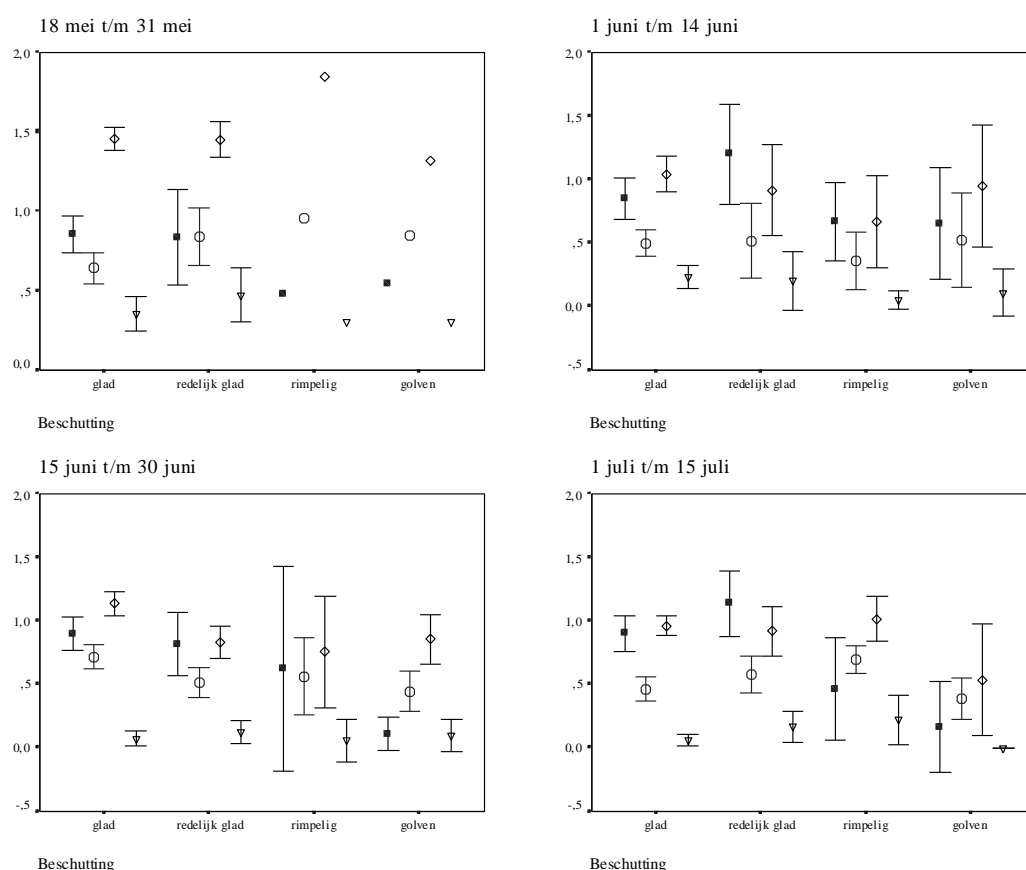 18 mei t/m 31 mei
2,0
1,5
1,0
,5
0,0
glad redelijk glad rimpelig golven
Beschutting
1 juni t/m 14 juni
2,0
1,5
1,0
,5
0,0
-,5
glad redelijk glad rimpelig golven
Beschutting
15 juni t/m 30 juni
2,0
1,5
1,0
,5
0,0
-,5
glad redelijk glad rimpelig golven
Beschutting
1 juli t/m 15 juli
2,0
1,5
1,0
,5
0,0
-,5
glad redelijk glad rimpelig golven
Beschutting